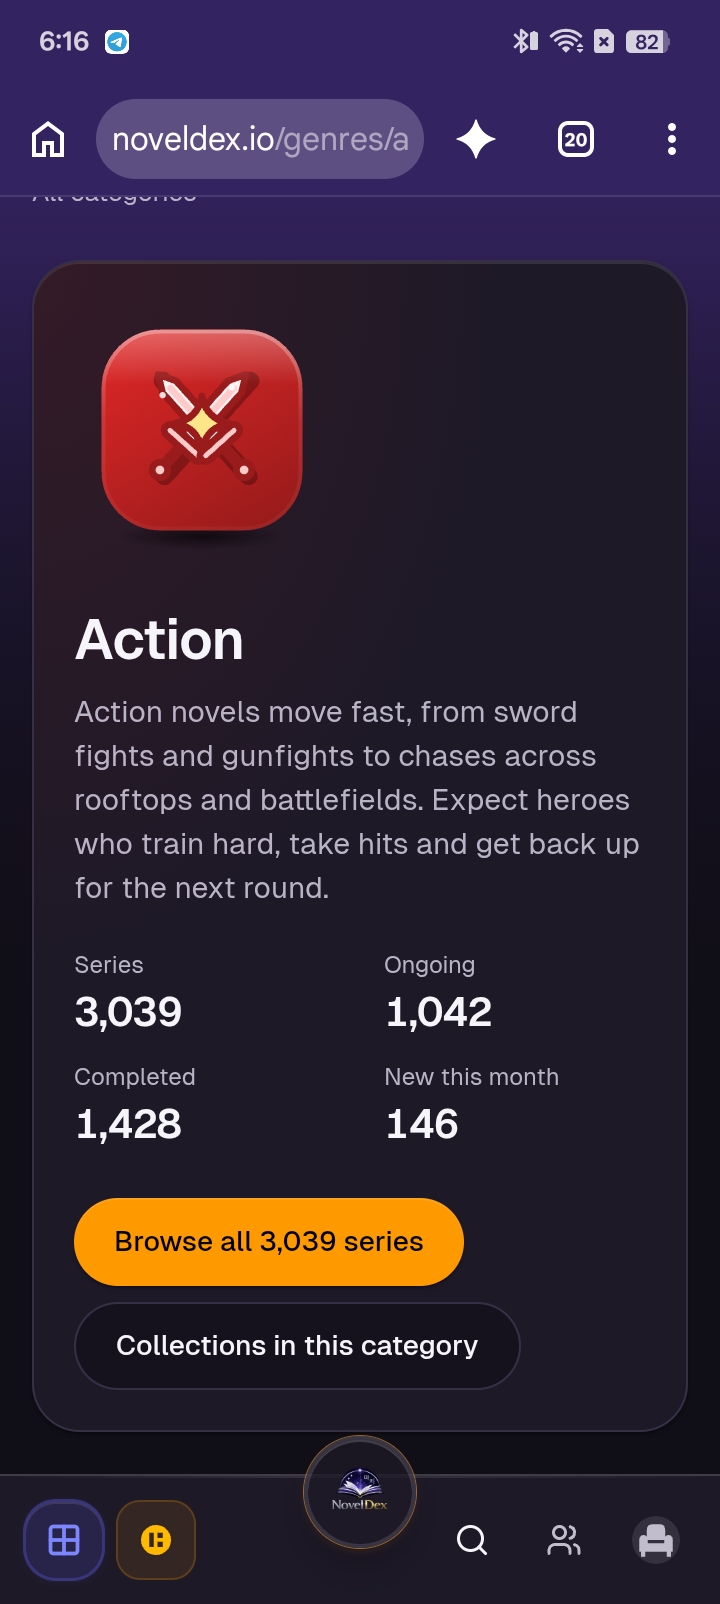 6:16
82
noveldex.io/genres/a
20
All categories
Action
Action novels move fast, from sword
fights and gunfights to chases across
rooftops and battlefields. Expect heroes
who train hard, take hits and get back up
for the next round.
Series
3,039
Ongoing
1,042
Completed
1,428
New this month
146
Browse all 3,039 series
Collections in this category
NovelDex